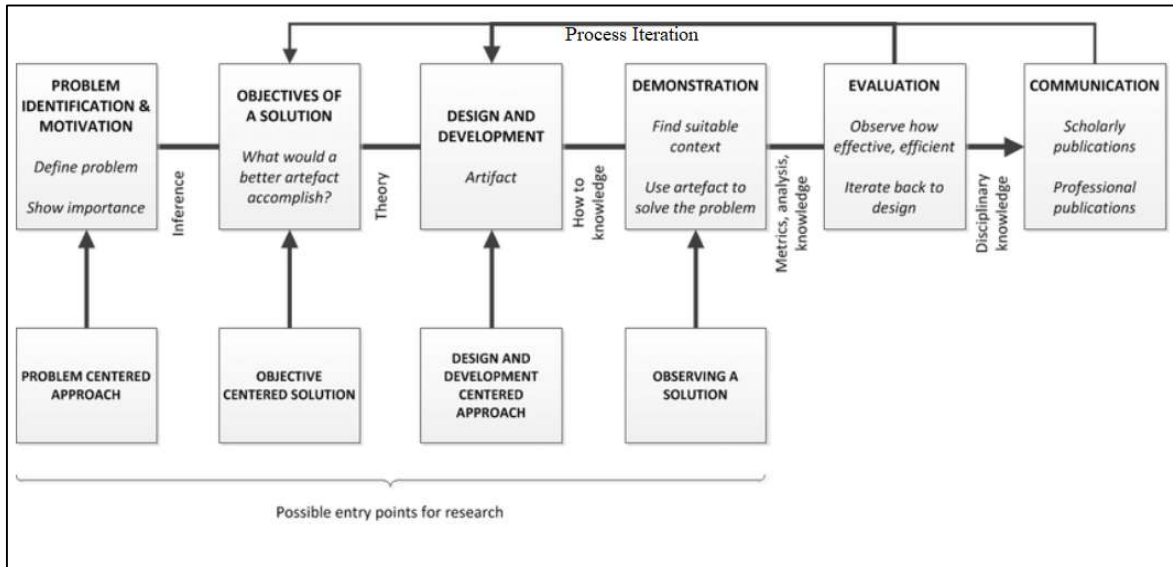 Process Iteration
PROBLEM
IDENTIFICATION &
MOTIVATION
Define problem
Show importance
Inference
OBJECTIVES OF
A SOLUTION
What would a
better artefact
accomplish?
Theory
DESIGN AND
DEVELOPMENT
Artifact
How to
knowledge
DEMONSTRATION
Find suitable
context
Use artefact to
solve the problem
Metrics, analysis,
knowledge
EVALUATION
Observe how
effective, efficient
Iterate back to
design
Disciplinary
knowledge
COMMUNICATION
Scholarly
publications
Professional
publications
PROBLEM CENTERED
APPROACH
OBJECTIVE
CENTERED SOLUTION
DESIGN AND
DEVELOPMENT
CENTERED
APPROACH
OBSERVING A
SOLUTION
Possible entry points for research